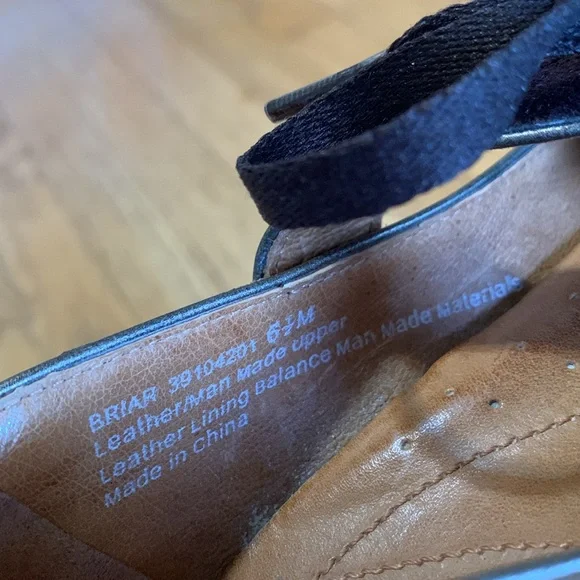 BRIAR 39104201 6½M
Leather/Man Made Upper
Leather Lining Balance Man Made Materials
Made in China